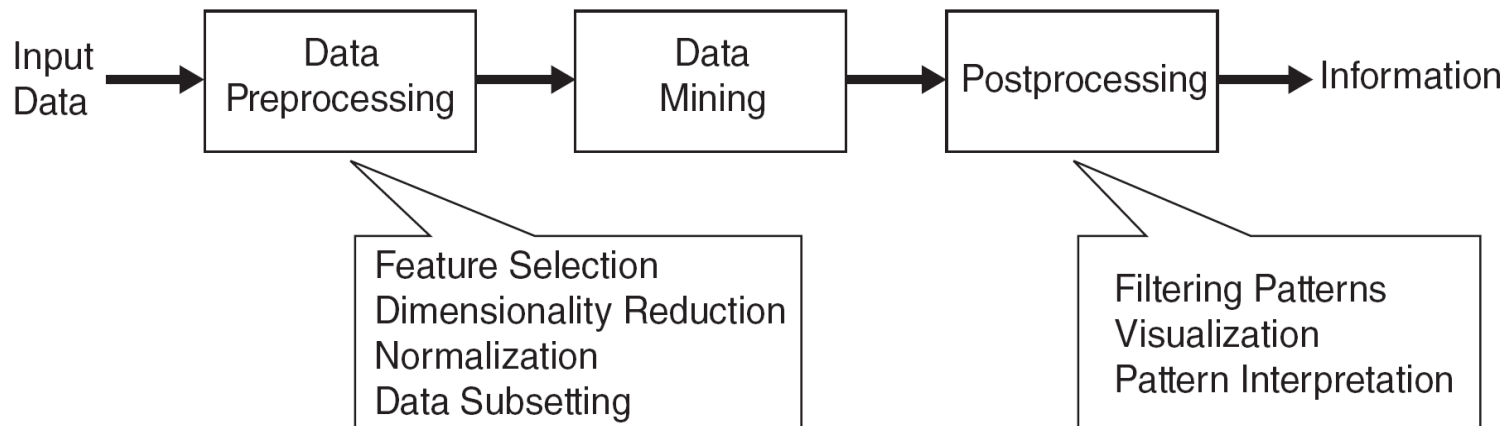 Input
Data
Data
Preprocessing
Data
Mining
Postprocessing
Information
Feature Selection
Dimensionality Reduction
Normalization
Data Subsetting
Filtering Patterns
Visualization
Pattern Interpretation